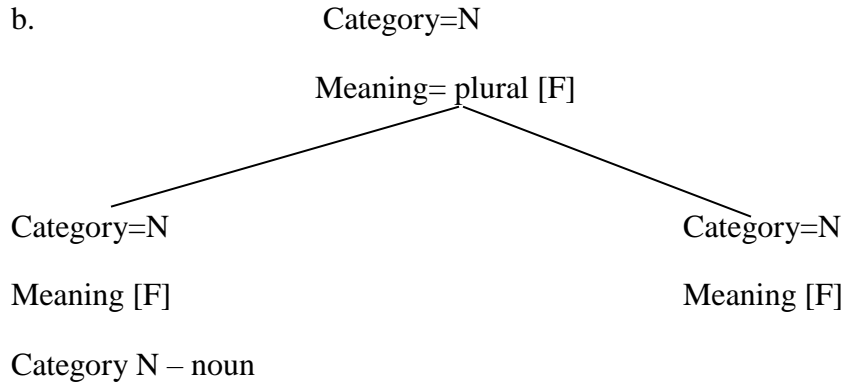 b. Category=N
Meaning= plural [F]
Category=N Category=N
Meaning [F] Meaning [F]
Category N – noun